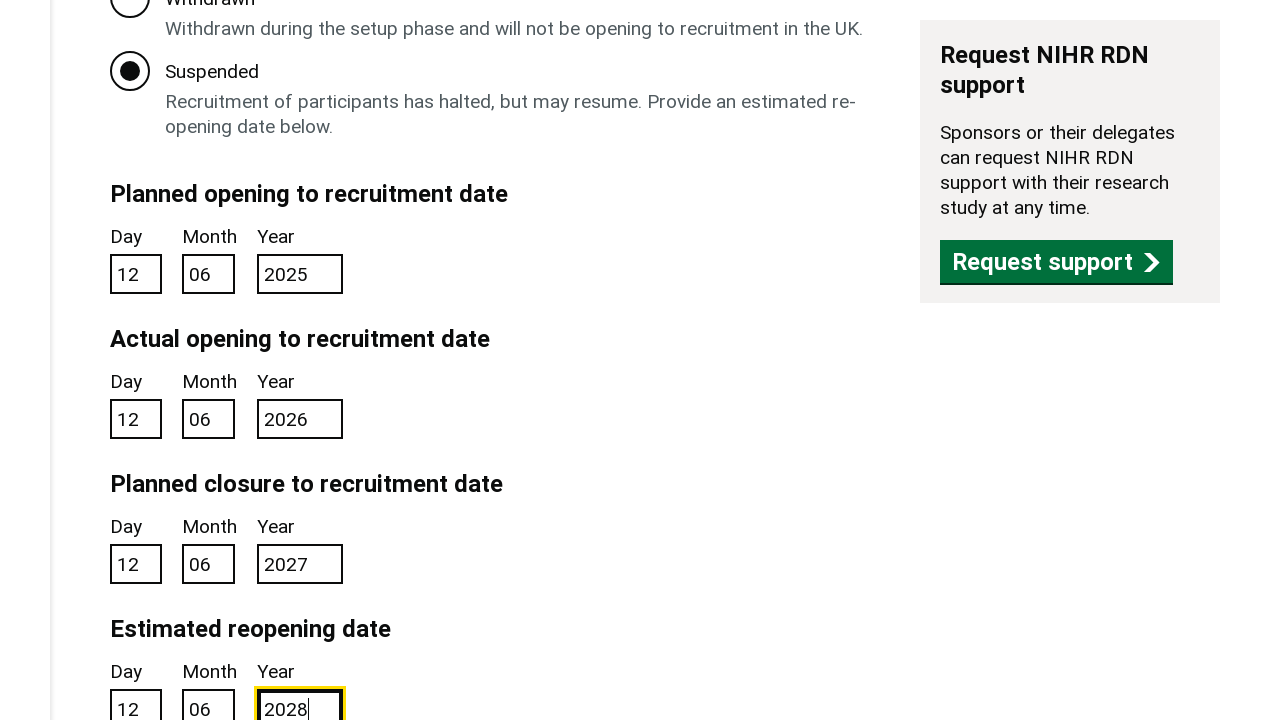 Withdrawn
Withdrawn during the setup phase and will not be opening to recruitment in the UK.
Suspended
Recruitment of participants has halted, but may resume. Provide an estimated re-
opening date below.
Planned opening to recruitment date
Day Month Year
12 06 2025
Actual opening to recruitment date
Day Month Year
12 06 2026
Planned closure to recruitment date
Day Month Year
12 06 2027
Estimated reopening date
Day Month Year
12 06 2028
Request NIHR RDN
support
Sponsors or their delegates
can request NIHR RDN
support with their research
study at any time.
Request support